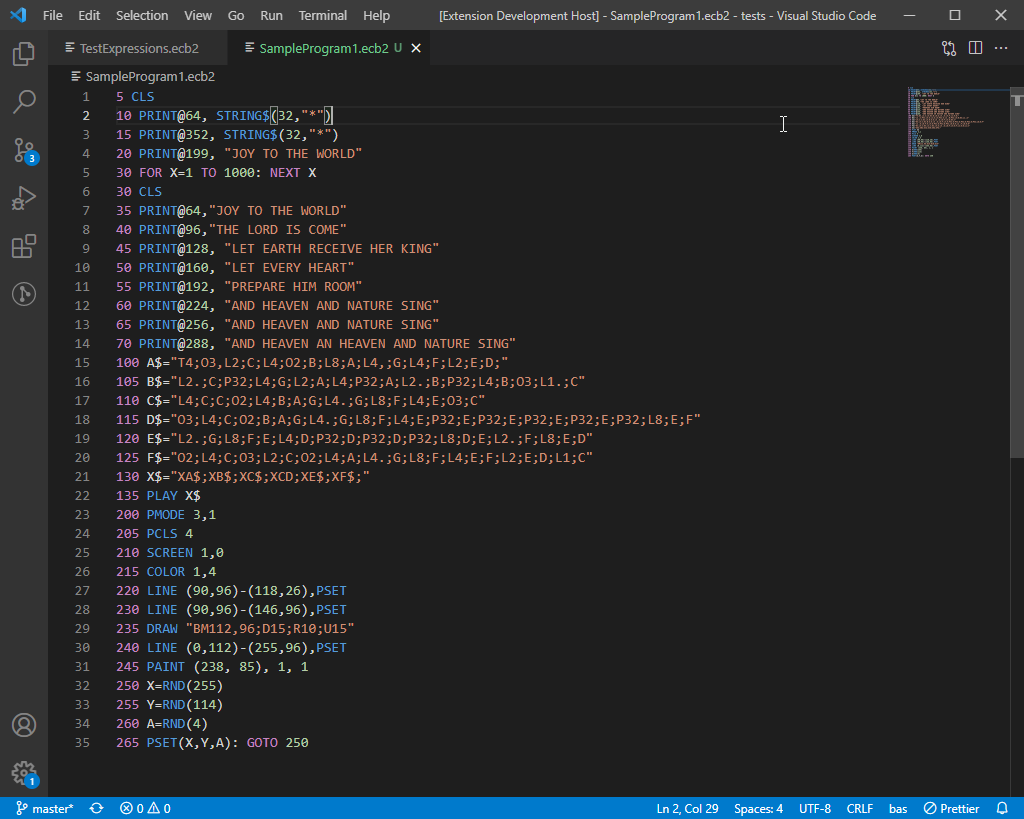 File Edit Selection View Go Run Terminal Help [Extension Development Host] - SampleProgram1.ecb2 - tests - Visual Studio Code
TestExpressions.ecb2 SampleProgram1.ecb2 U
SampleProgram1.ecb2
1 5 CLS
2 10 PRINT@64, STRING$(32,"*")
3 15 PRINT@352, STRING$(32,"*")
4 20 PRINT@199, "JOY TO THE WORLD"
5 30 FOR X=1 TO 1000: NEXT X
6 30 CLS
7 35 PRINT@64,"JOY TO THE WORLD"
8 40 PRINT@96,"THE LORD IS COME"
9 45 PRINT@128, "LET EARTH RECEIVE HER KING"
10 50 PRINT@160, "LET EVERY HEART"
11 55 PRINT@192, "PREPARE HIM ROOM"
12 60 PRINT@224, "AND HEAVEN AND NATURE SING"
13 65 PRINT@256, "AND HEAVEN AND NATURE SING"
14 70 PRINT@288, "AND HEAVEN AN HEAVEN AND NATURE SING"
15 100 A$="T4;O3,L2;C;L4;O2;B;L8;A;L4,;G;L4;F;L2;E;D;"
16 105 B$="L2.;C;P32;L4;G;L2;A;L4;P32;A;L2.;B;P32;L4;B;O3;L1.;C"
17 110 C$="L4;C;C;O2;L4;B;A;G;L4.;G;L8;F;L4;E;O3;C"
18 115 D$="O3;L4;C;O2;B;A;G;L4.;G;L8;F;L4;E;P32;E;P32;E;P32;E;P32;E;P32;L8;E;F"
19 120 E$="L2.;G;L8;F;E;L4;D;P32;D;P32;D;P32;L8;D;E;L2.;F;L8;E;D"
20 125 F$="O2;L4;C;O3;L2;C;O2;L4;A;L4.;G;L8;F;L4;E;F;L2;E;D;L1;C"
21 130 X$="XA$;XB$;XC$;XCD;XE$;XF$;"
22 135 PLAY X$
23 200 PMODE 3,1
24 205 PCLS 4
25 210 SCREEN 1,0
26 215 COLOR 1,4
27 220 LINE (90,96)-(118,26),PSET
28 230 LINE (90,96)-(146,96),PSET
29 235 DRAW "BM112,96;D15;R10;U15"
30 240 LINE (0,112)-(255,96),PSET
31 245 PAINT (238, 85), 1, 1
32 250 X=RND(255)
33 255 Y=RND(114)
34 260 A=RND(4)
35 265 PSET(X,Y,A): GOTO 250
3
1
master* 0 0 Ln 2, Col 29 Spaces: 4 UTF-8 CRLF bas Prettier